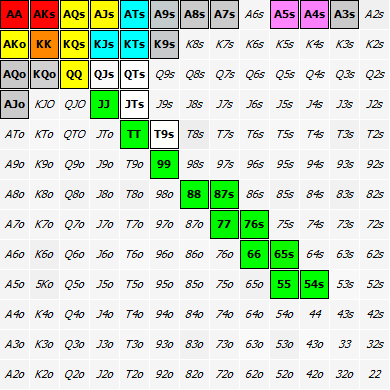 AA AKs AQs AJs ATs A9s A8s A7s A6s A5s A4s A3s A2s
AKo KK KQs KJs KTs K9s K8s K7s K6s K5s K4s K3s K2s
AQo KQo QQ QJs QTs Q9s Q8s Q7s Q6s Q5s Q4s Q3s Q2s
AJo KJO QJO JJ JTs J9s J8s J7s J6s J5s J4s J3s J2s
ATo KTo QTO JTo TT T9s T8s T7s T6s T5s T4s T3s T2s
A9o K9o Q9o J9o T9o 99 98s 97s 96s 95s 94s 93s 92s
A8o K8o Q8o J8o T8o 98o 88 87s 86s 85s 84s 83s 82s
A7o K7o Q7o J7o T7o 97o 87o 77 76s 75s 74s 73s 72s
A6o K6o Q6o J6o T6o 96o 86o 76o 66 65s 64s 63s 62s
A5o 5Ko Q5o J5o T5o 95o 85o 75o 65o 55 54s 53s 52s
A4o K4o Q4o J4o T4o 94o 84o 74o 64o 54o 44 43s 42s
A3o K3o Q3o J3o T3o 93o 83o 73o 63o 53o 43o 33 32s
A2o K2o Q2o J2o T2o 92o 82o 72o 62o 52o 42o 32o 22